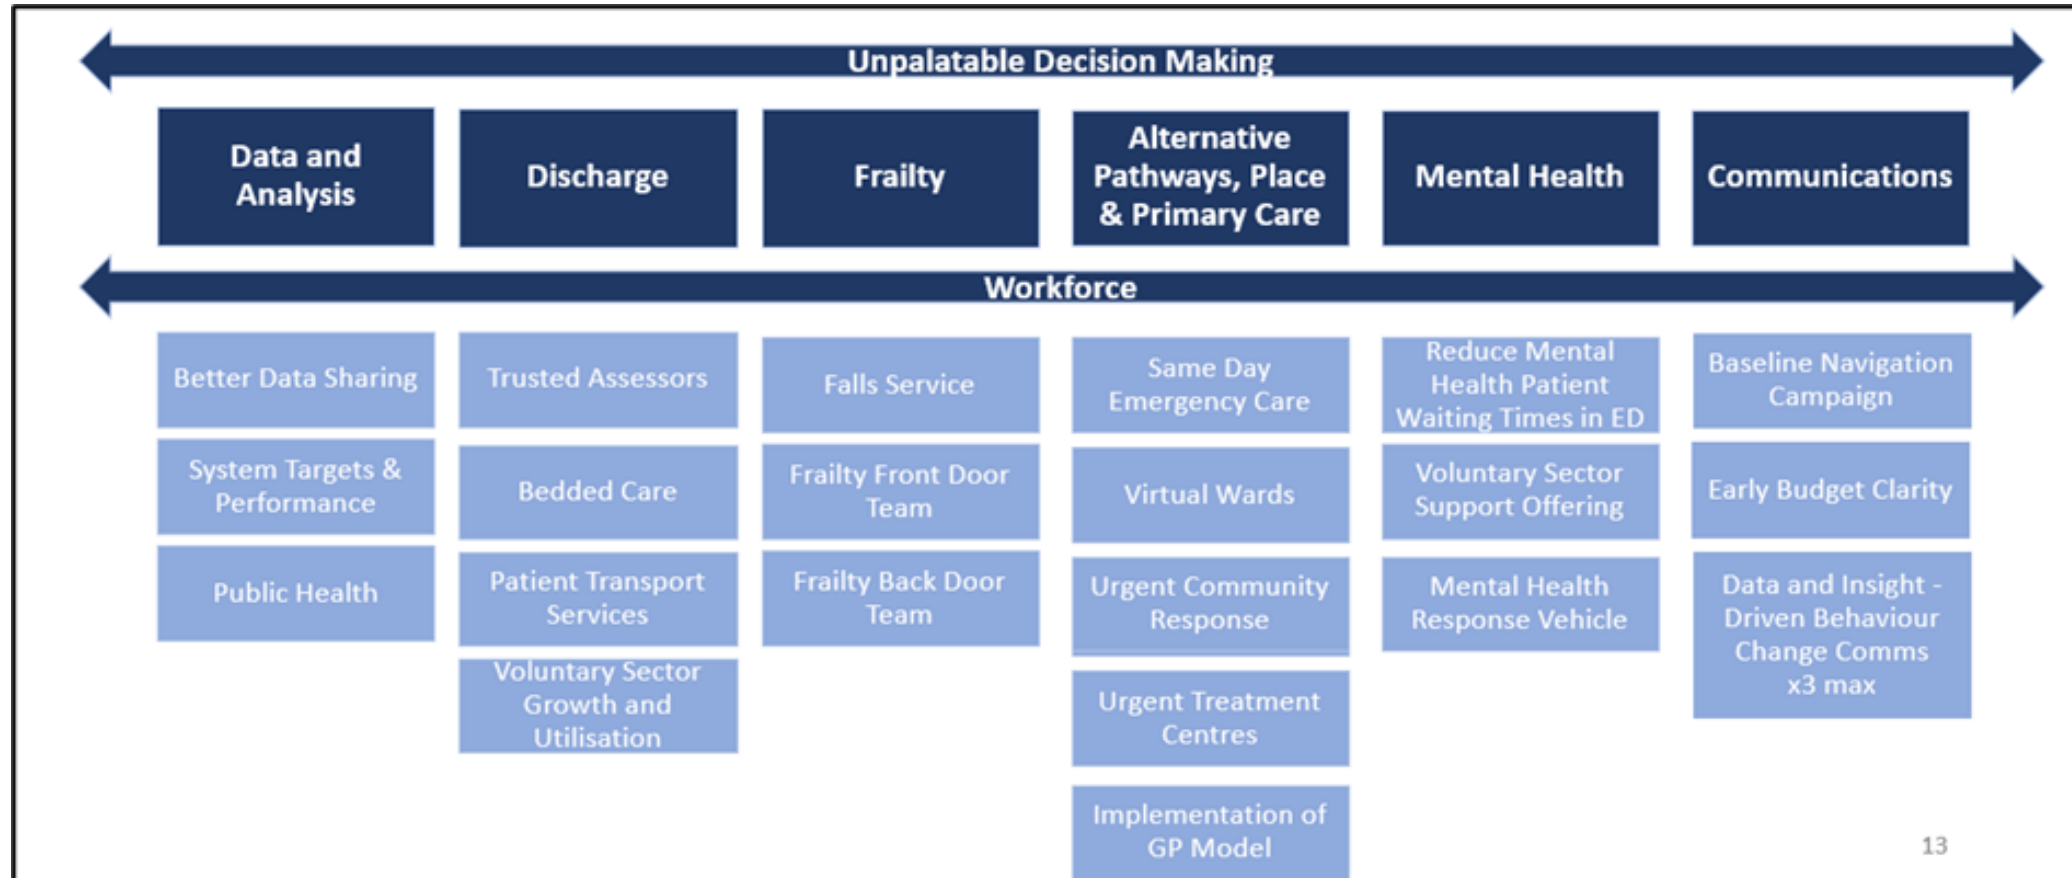 Unpalatable Decision Making
Data and
Analysis
Discharge
Frailty
Alternative
Pathways, Place
& Primary Care
Mental Health
Communications
Workforce
Better Data Sharing
System Targets &
Performance
Public Health
Trusted Assessors
Bedded Care
Patient Transport
Services
Voluntary Sector
Growth and
Utilisation
Falls Service
Frailty Front Door
Team
Frailty Back Door
Team
Same Day
Emergency Care
Virtual Wards
Urgent Community
Response
Urgent Treatment
Centres
Implementation of
GP Model
Reduce Mental
Health Patient
Waiting Times in ED
Voluntary Sector
Support Offering
Mental Health
Response Vehicle
Baseline Navigation
Campaign
Early Budget Clarity
Data and Insight -
Driven Behaviour
Change Comms
x3 max
13